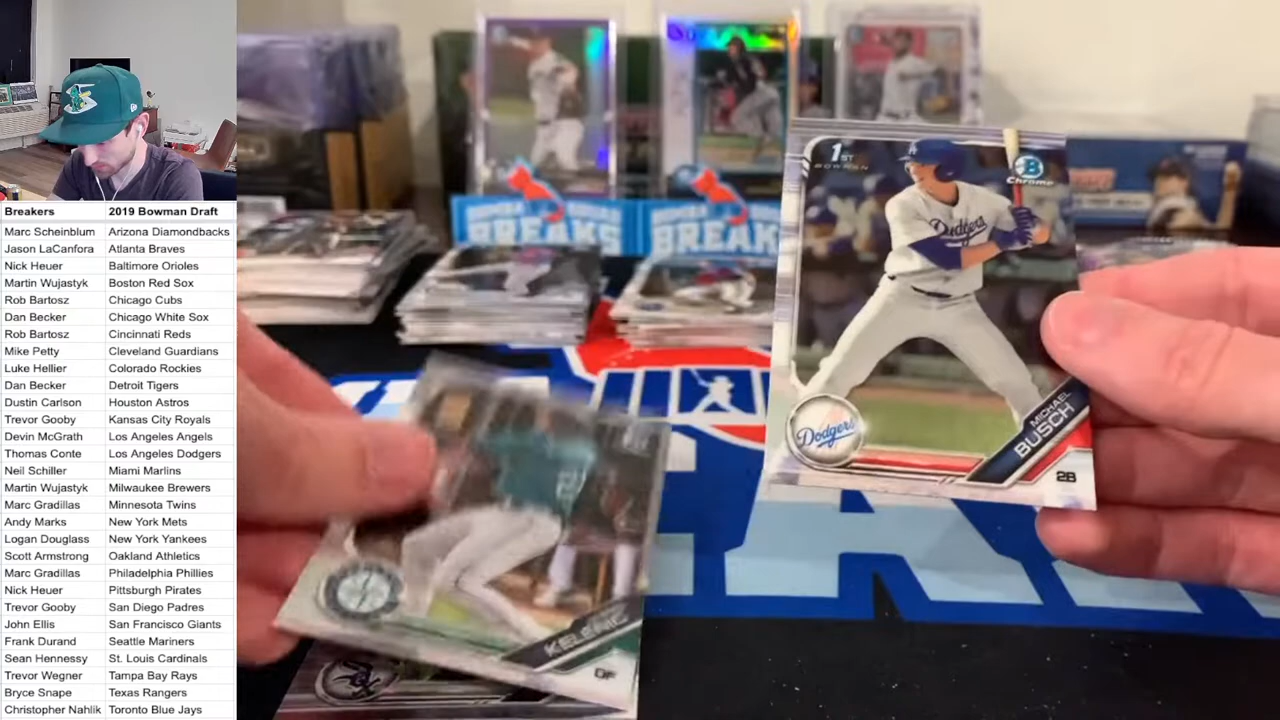 Breakers 2019 Bowman Draft
Marc Scheinblum Arizona Diamondbacks
Jason LaCanfora Atlanta Braves
Nick Heuer Baltimore Orioles
Martin Wujastyk Boston Red Sox
Rob Bartosz Chicago Cubs
Dan Becker Chicago White Sox
Rob Bartosz Cincinnati Reds
Mike Petty Cleveland Guardians
Luke Hellier Colorado Rockies
Dan Becker Detroit Tigers
Dustin Carlson Houston Astros
Trevor Gooby Kansas City Royals
Devin McGrath Los Angeles Angels
Thomas Conte Los Angeles Dodgers
Neil Schiller Miami Marlins
Martin Wujastyk Milwaukee Brewers
Marc Gradillas Minnesota Twins
Andy Marks New York Mets
Logan Douglass New York Yankees
Scott Armstrong Oakland Athletics
Marc Gradillas Philadelphia Phillies
Nick Heuer Pittsburgh Pirates
Trevor Gooby San Diego Padres
John Ellis San Francisco Giants
Frank Durand Seattle Mariners
Sean Hennessy St. Louis Cardinals
Trevor Wegner Tampa Bay Rays
Bryce Snape Texas Rangers
Christopher Nahlik Toronto Blue Jays
BREAKS
BREAKS
1ST
BOWMAN
B
Chrome
LA
Dodgers
Dodgers
MICHAEL
BUSCH
2B
KELENIC
OF